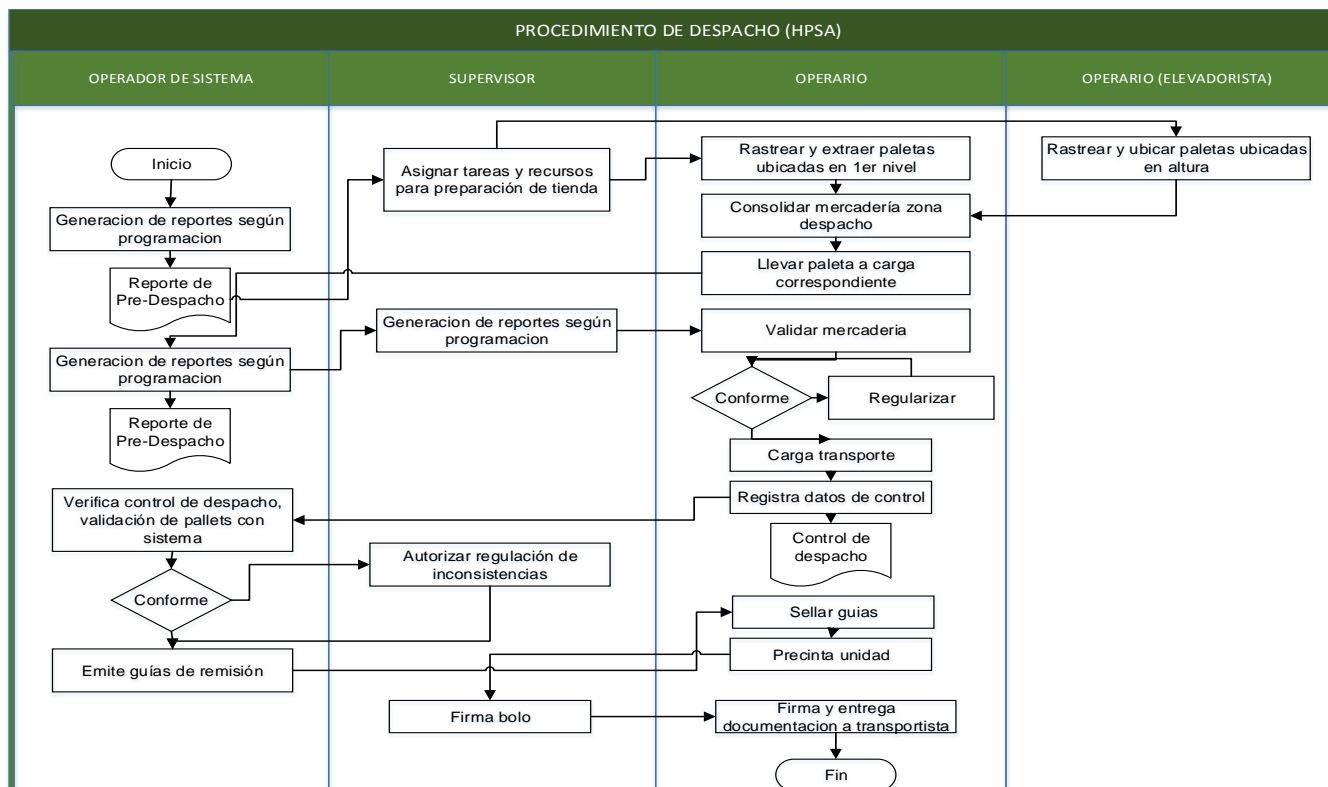 PROCEDIMIENTO DE DESPACHO (HPSA)
OPERADOR DE SISTEMA
SUPERVISOR
OPERARIO
OPERARIO (ELEVADORISTA)
Inicio
Generacion de reportes según
programacion
Reporte de
Pre-Despacho
Asignar tareas y recursos
para preparación de tienda
Rastrear y extraer paletas
ubicadas en 1er nivel
Rastrear y ubicar paletas ubicadas
en altura
Consolidar mercadería zona
despacho
Llevar paleta a carga
correspondiente
Generacion de reportes según
programacion
Reporte de
Pre-Despacho
Generacion de reportes según
programacion
Validar mercaderia
Conforme
Regularizar
Carga transporte
Registra datos de control
Control de
despacho
Verifica control de despacho,
validación de pallets con
sistema
Conforme
Autorizar regulación de
inconsistencias
Emite guías de remisión
Sellar guias
Precinta unidad
Firma bolo
Firma y entrega
documentacion a transportista
Fin